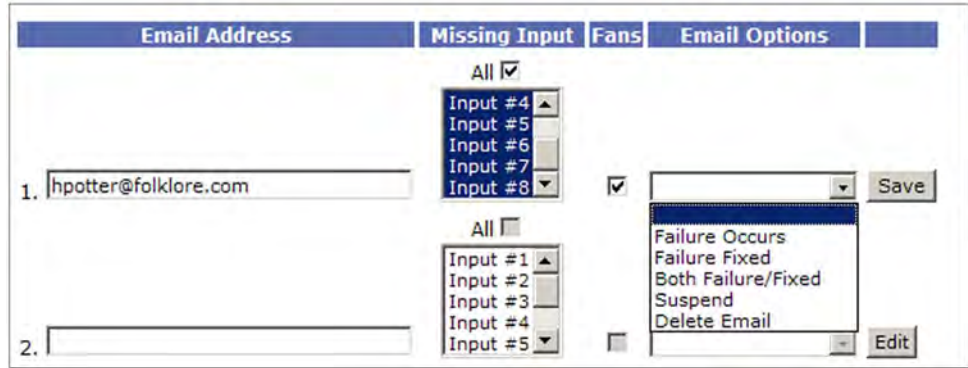 Email Address Missing Input Fans Email Options
All
Input #4
Input #5
Input #6
Input #7
Input #8
1. hpotter@folklore.com
Save
Failure Occurs
Failure Fixed
Both Failure/Fixed
Suspend
Delete Email
All
Input #1
Input #2
Input #3
Input #4
Input #5
2.
Edit